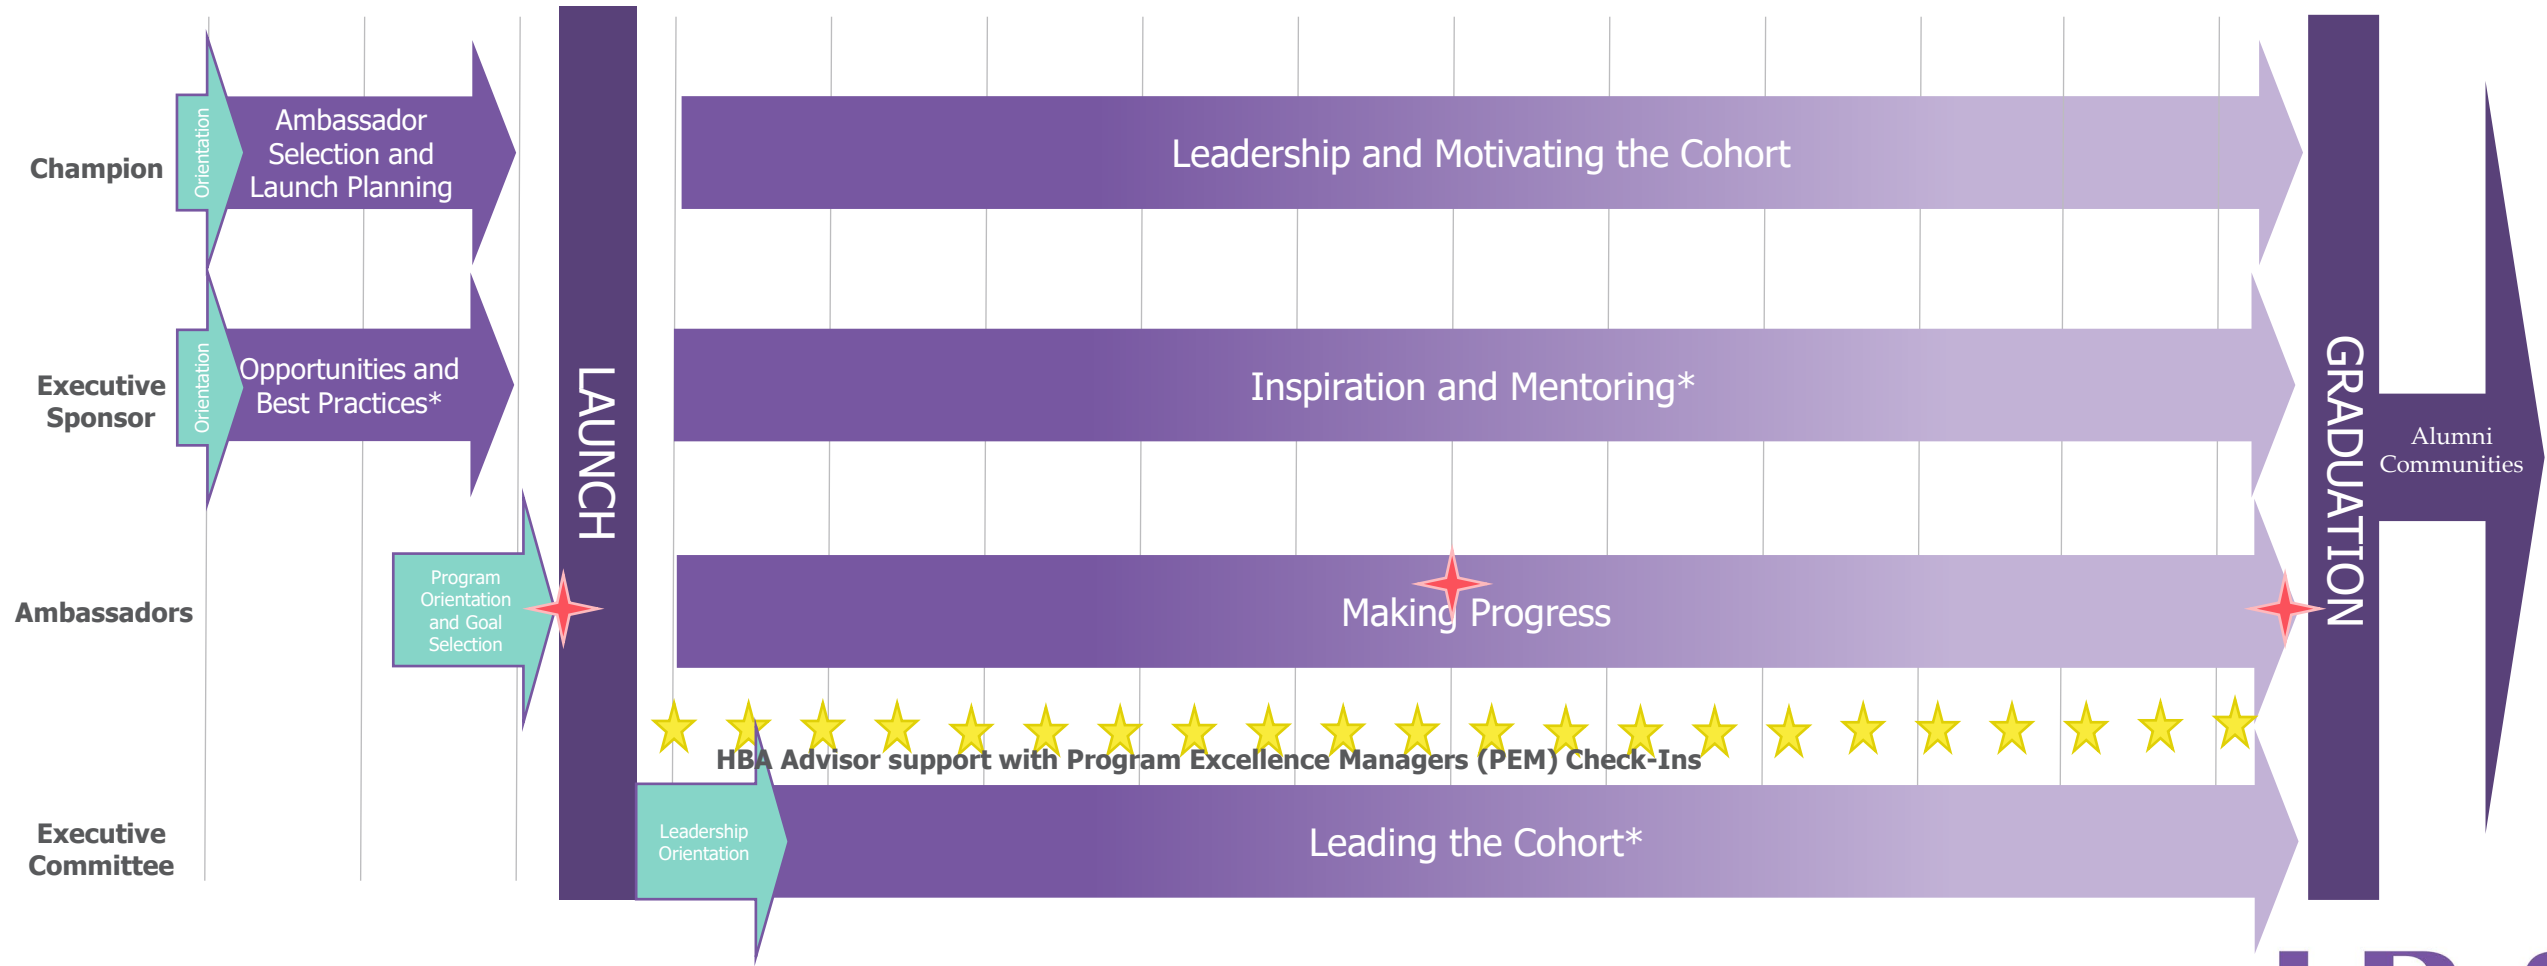 Champion
Orientation
Ambassador
Selection and
Launch Planning
Leadership and Motivating the Cohort
Executive
Sponsor
Orientation
Opportunities and
Best Practices*
LAUNCH
Inspiration and Mentoring*
GRADUATION
Alumni
Communities
Ambassadors
Program
Orientation
and Goal
Selection
Making Progress
HBA Advisor support with Program Excellence Managers (PEM) Check-Ins
Executive
Committee
Leadership
Orientation
Leading the Cohort*